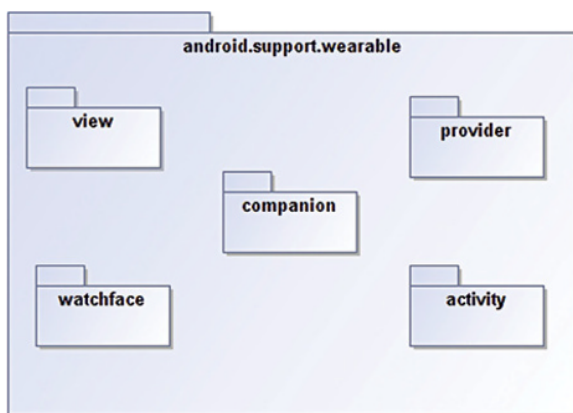 android.support.wearable
view
provider
companion
watchface
activity